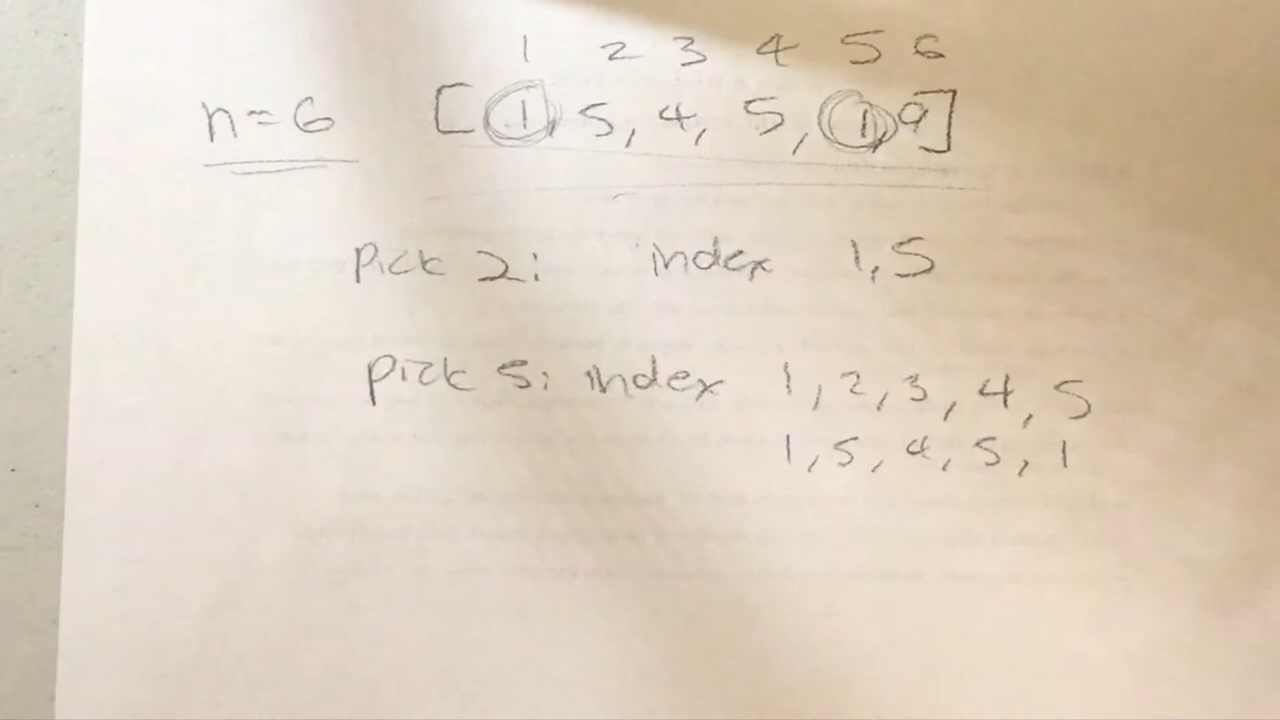 1 2 3 4 5 6
n=6 [1, 5, 4, 5, 1, 9]
pick 2: index 1,5
pick 5: index 1, 2, 3, 4, 5
1, 5, 4, 5, 1